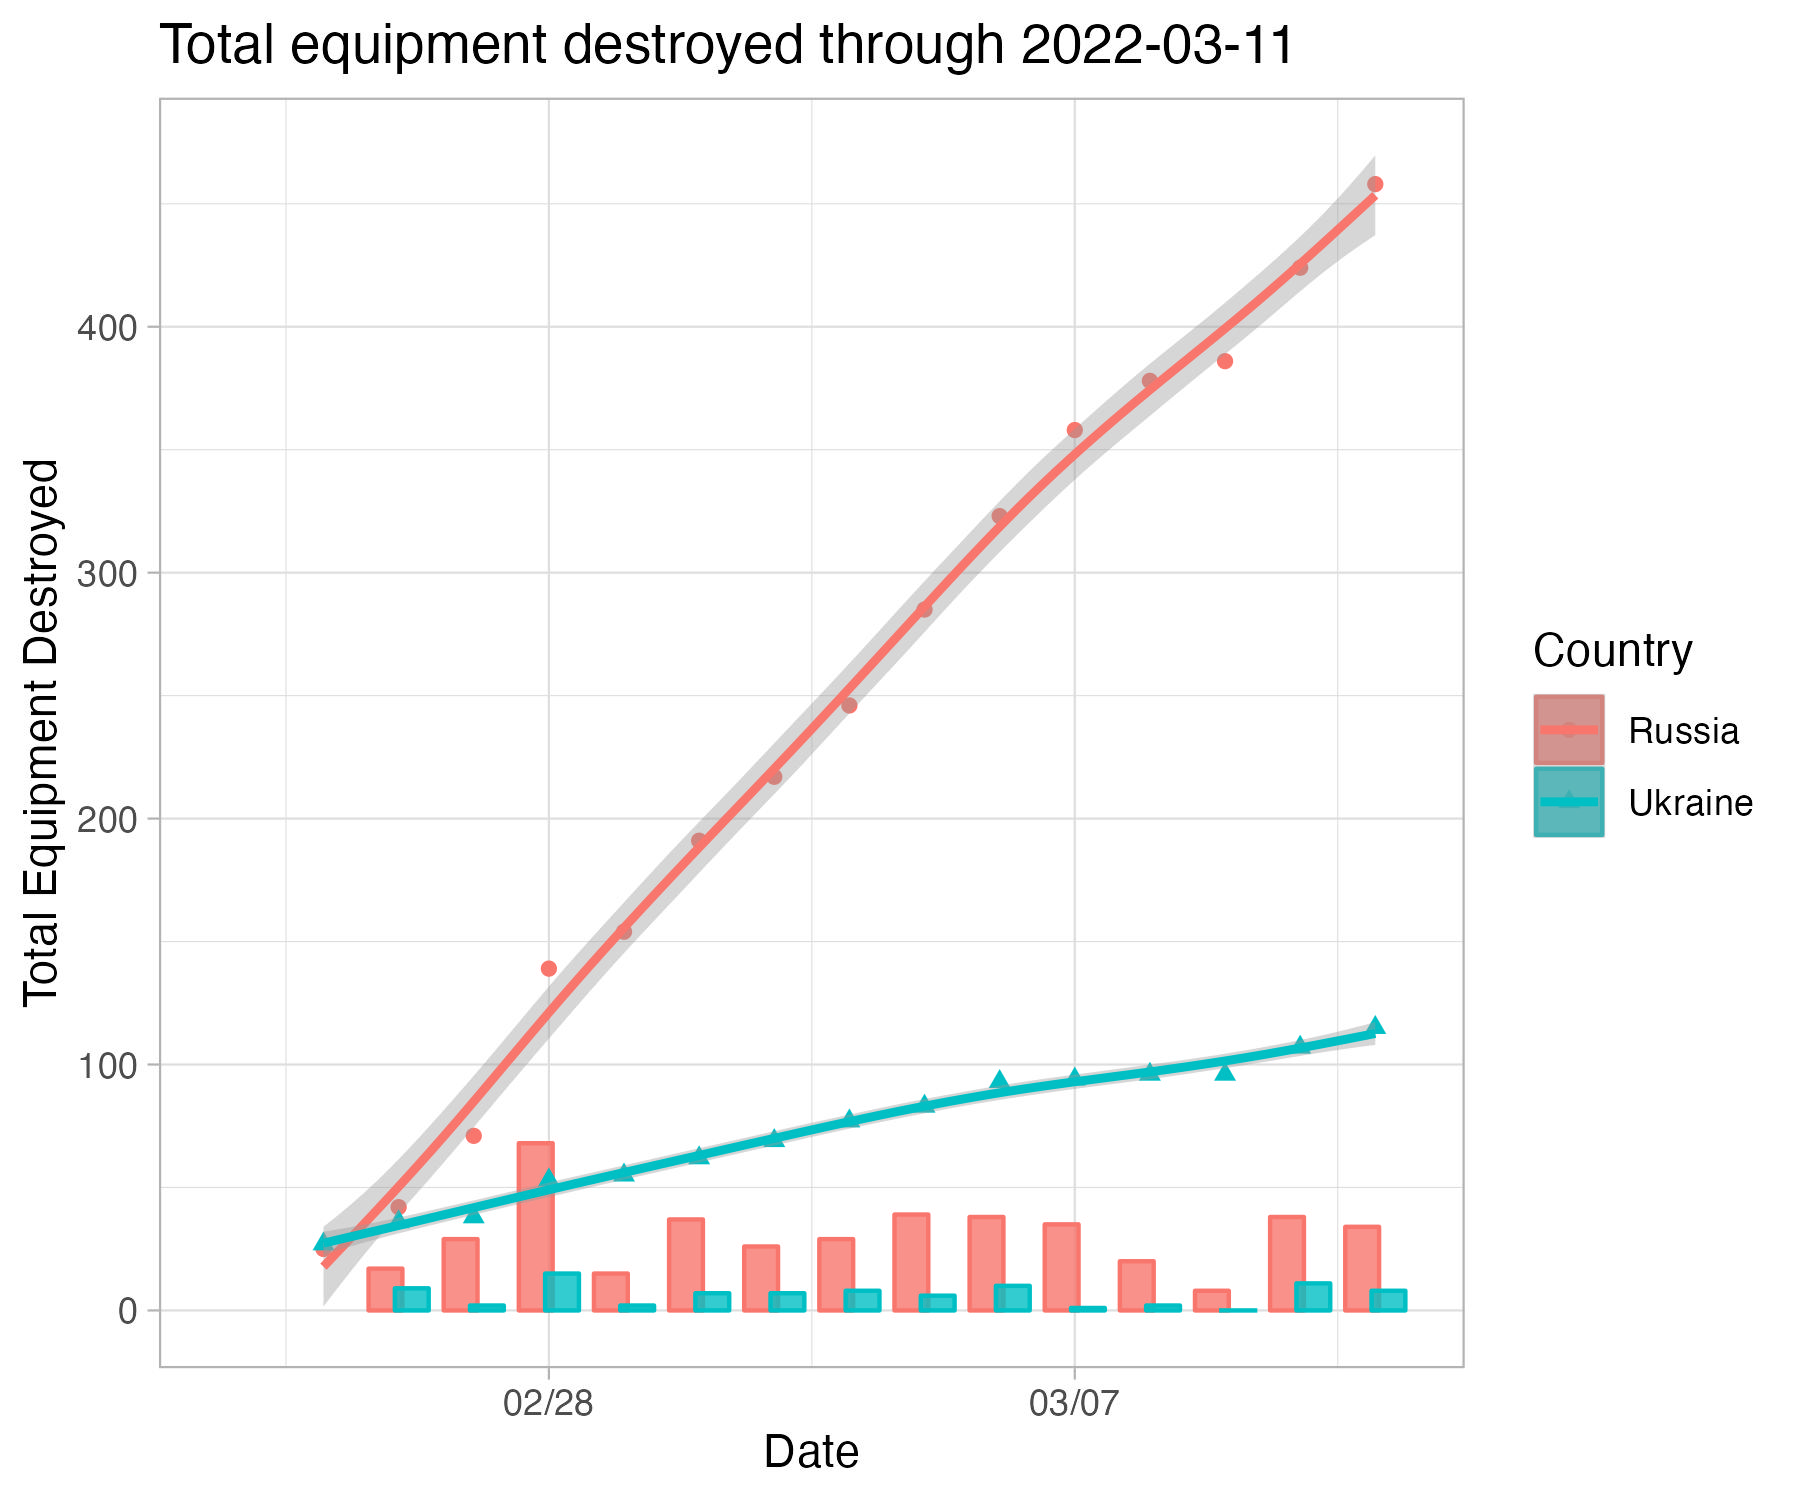 Total equipment destroyed through 2022-03-11
Total Equipment Destroyed
400
300
200
100
0
02/28
03/07
Date
Country
Russia
Ukraine